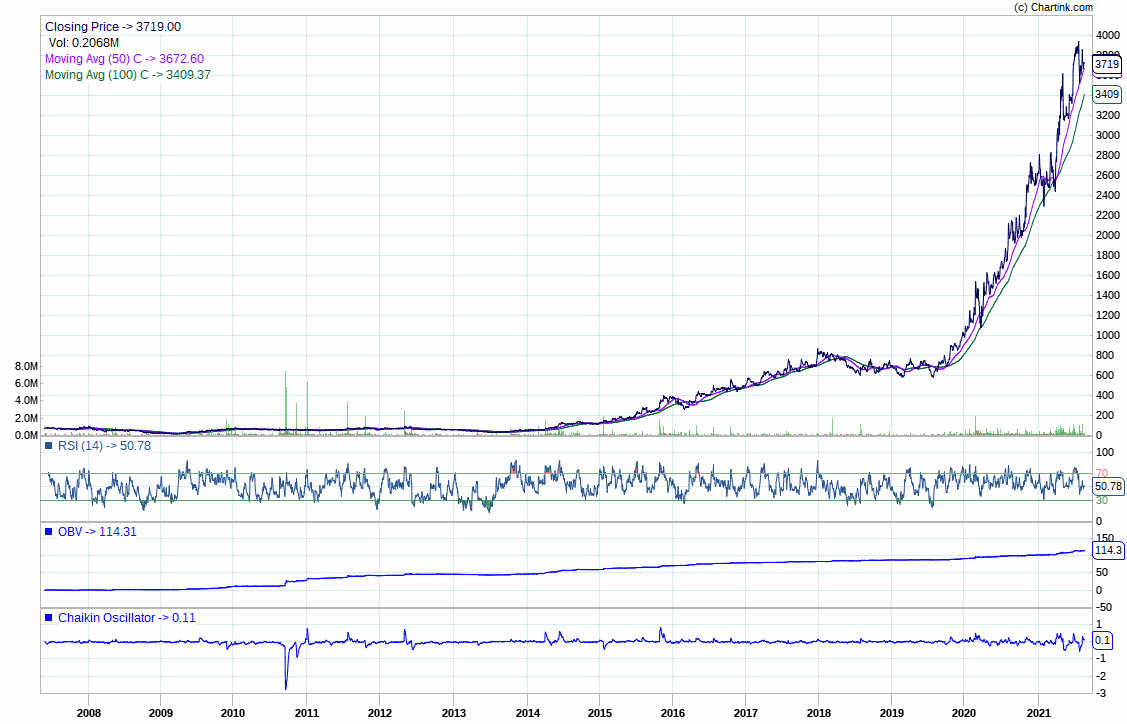 (c) Chartink.com
Closing Price -> 3719.00
Vol: 0.2068M
Moving Avg (50) C -> 3672.60
Moving Avg (100) C -> 3409.37
4000
3719
3409
3200
3000
2800
2600
2400
2200
2000
1800
1600
1400
1200
1000
800
600
400
200
0
8.0M
6.0M
4.0M
2.0M
0.0M
RSI (14) -> 50.78
100
70
50.78
30
0
OBV -> 114.31
150
114.3
50
0
-50
Chaikin Oscillator -> 0.11
1
0.1
-1
-2
-3
2008 2009 2010 2011 2012 2013 2014 2015 2016 2017 2018 2019 2020 2021